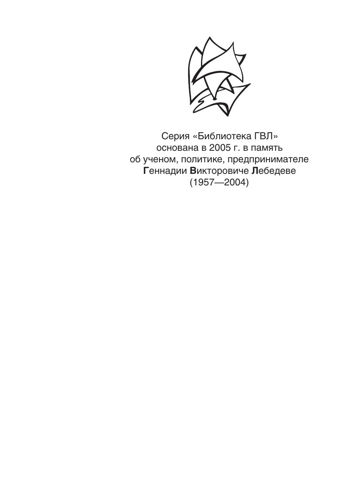 Серия «Библиотека ГВЛ»
основана в 2005 г. в память
об ученом, политике, предпринимателе
Геннадии Викторовиче Лебедеве
(1957—2004)